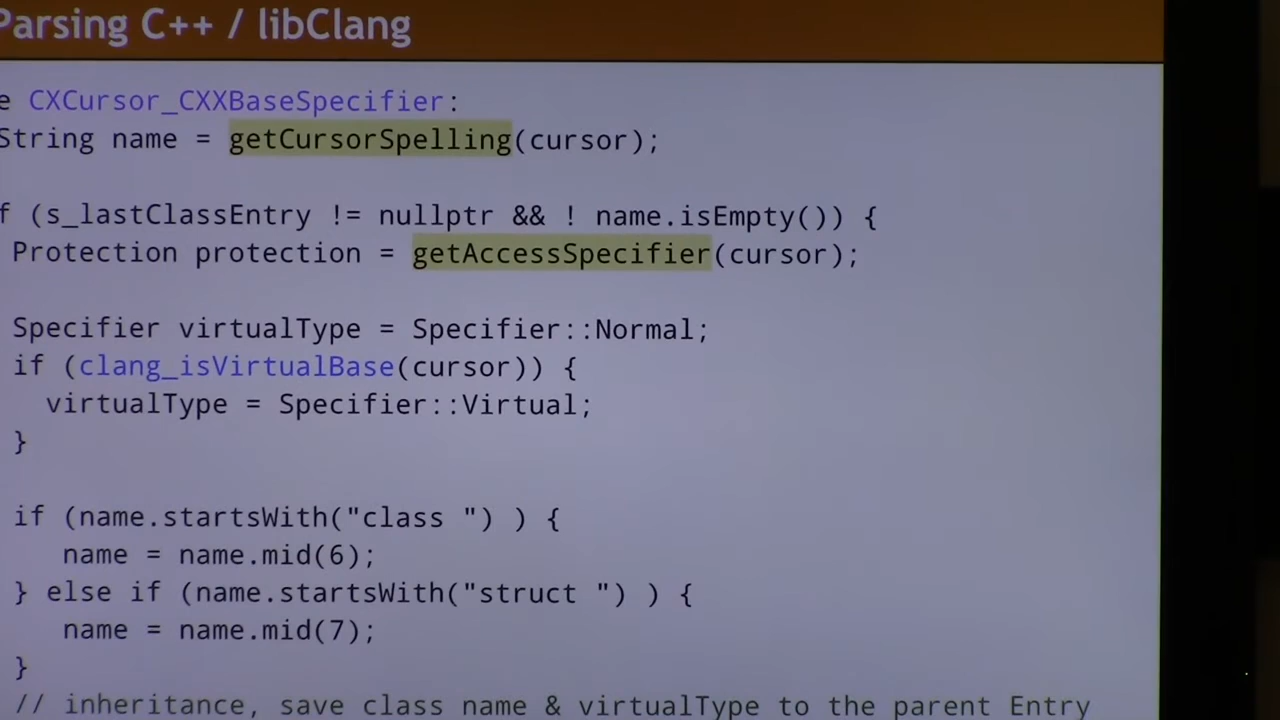 Parsing C++ / libClang
e CXCursor_CXXBaseSpecifier:
String name = getCursorSpelling(cursor);
f (s_lastClassEntry != nullptr && ! name.isEmpty()) {
Protection protection = getAccessSpecifier(cursor);
Specifier virtualType = Specifier::Normal;
if (clang_isVirtualBase(cursor)) {
virtualType = Specifier::Virtual;
}
if (name.startsWith("class ") ) {
name = name.mid(6);
} else if (name.startsWith("struct ") ) {
name = name.mid(7);
}
// inheritance, save class name & virtualType to the parent Entry